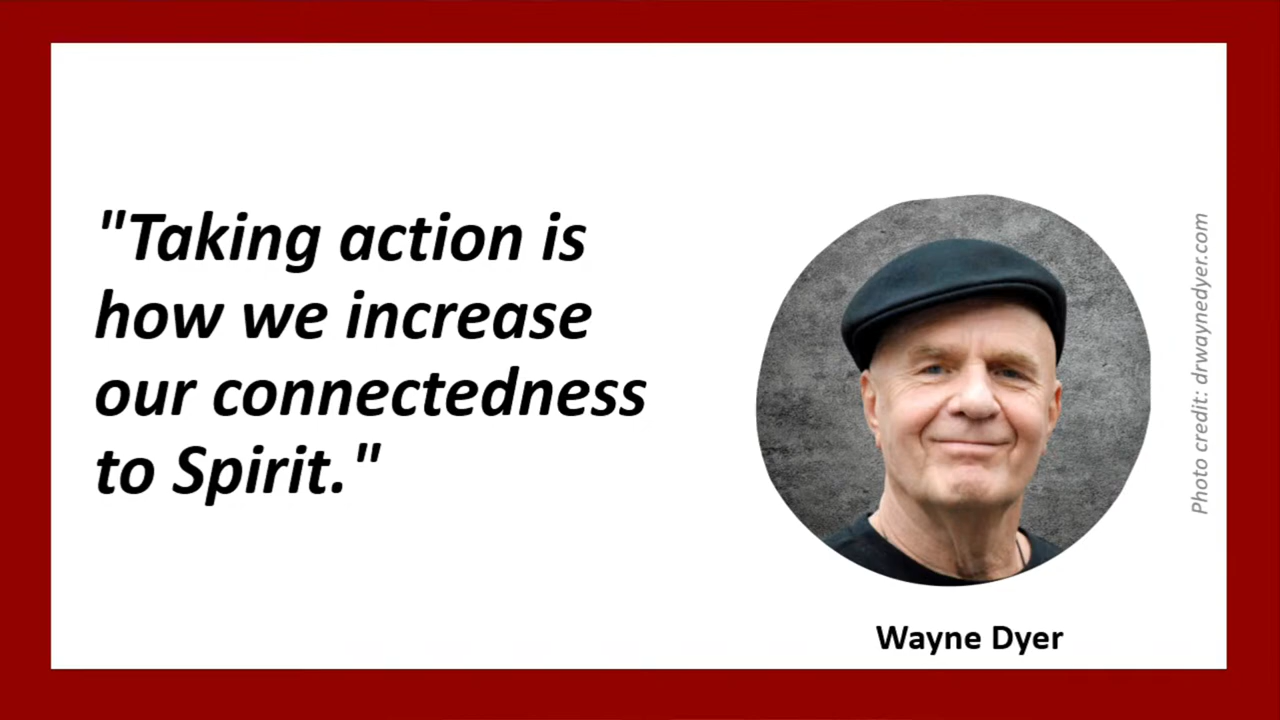 "Taking action is
how we increase
our connectedness
to Spirit."
Photo credit: drwaynedyer.com
Wayne Dyer